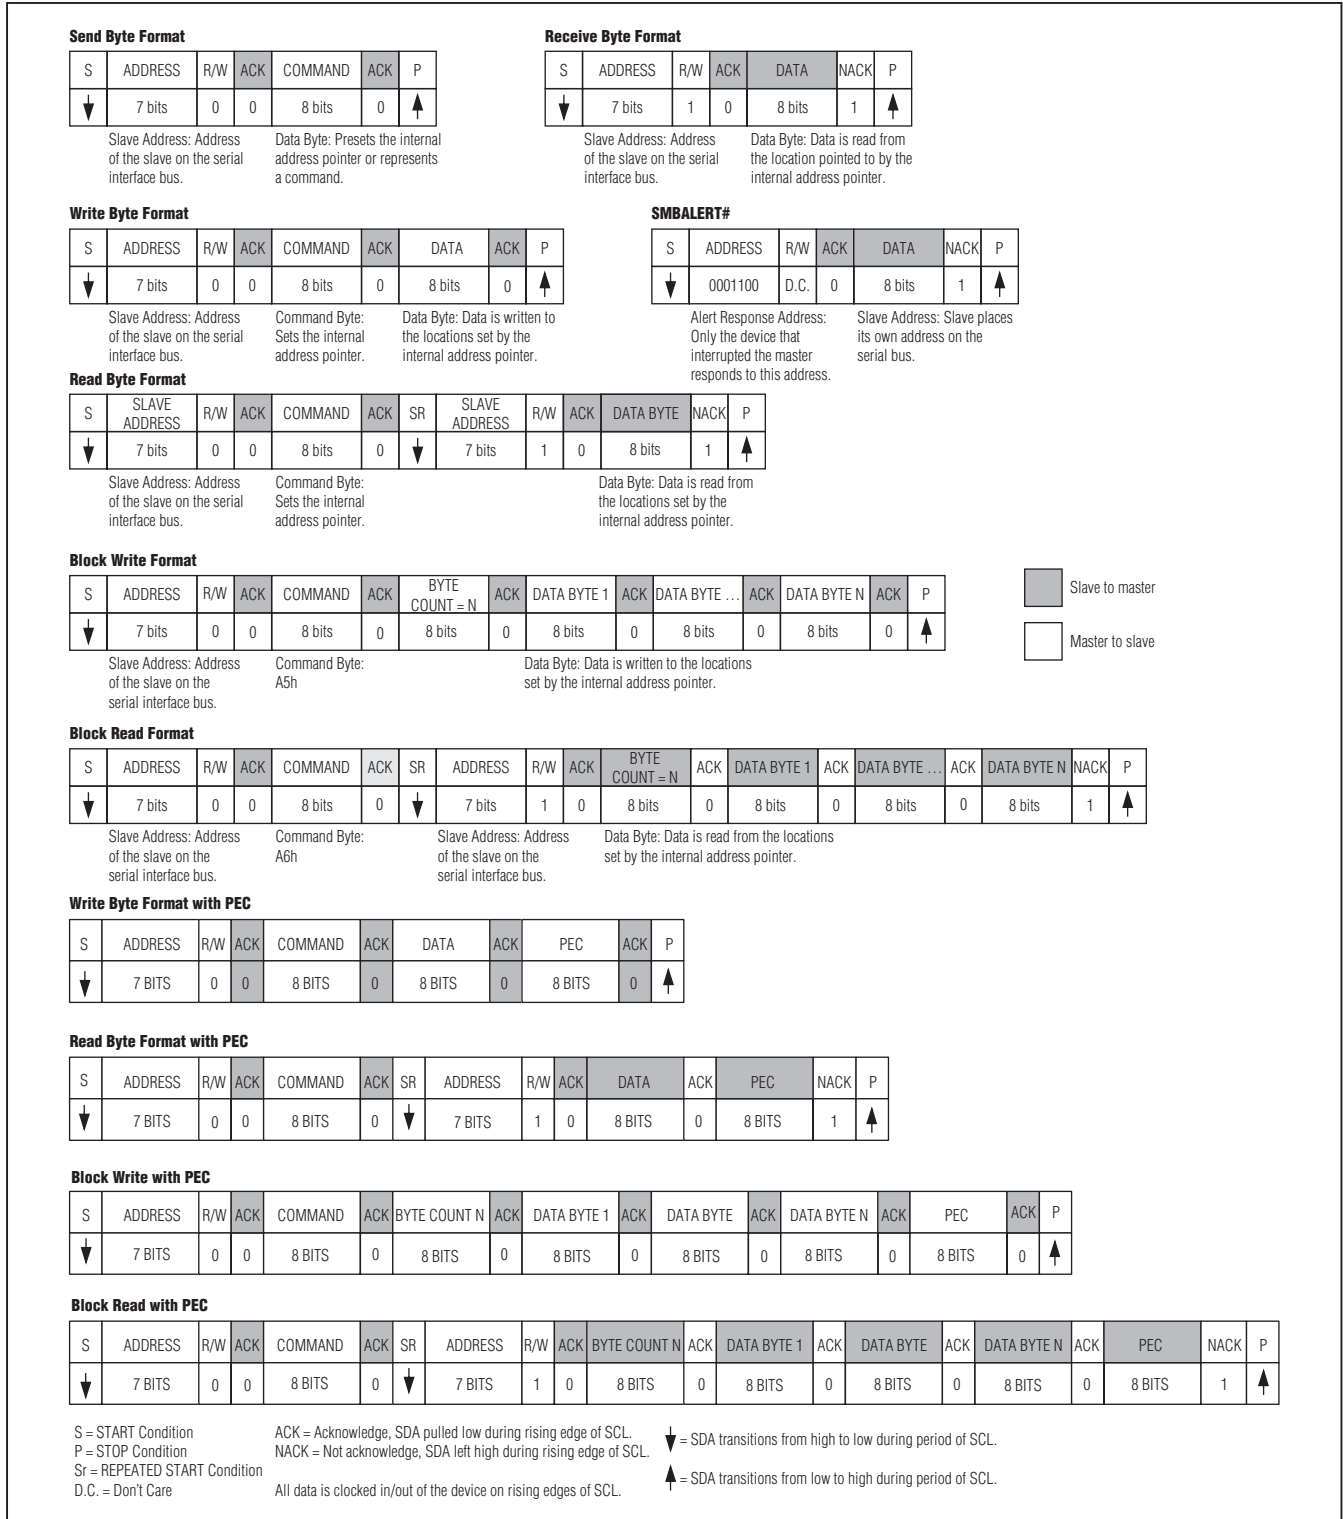 Send Byte Format
S ADDRESS R/W ACK COMMAND ACK P
7 bits 0 0 8 bits 0
Slave Address: Address
of the slave on the serial
interface bus.
Data Byte: Presets the internal
address pointer or represents
a command.
Receive Byte Format
S ADDRESS R/W ACK DATA NACK P
7 bits 1 0 8 bits 1
Slave Address: Address
of the slave on the serial
interface bus.
Data Byte: Data is read from
the location pointed to by the
internal address pointer.
Write Byte Format
S ADDRESS R/W ACK COMMAND ACK DATA ACK P
7 bits 0 0 8 bits 0 8 bits 0
Slave Address: Address
of the slave on the serial
interface bus.
Command Byte:
Sets the internal
address pointer.
Data Byte: Data is written to
the locations set by the
internal address pointer.
SMBALERT#
S ADDRESS R/W ACK DATA NACK P
0001100 D.C. 0 8 bits 1
Alert Response Address:
Only the device that
interrupted the master
responds to this address.
Slave Address: Slave places
its own address on the
serial bus.
Read Byte Format
S SLAVE ADDRESS R/W ACK COMMAND ACK SR SLAVE ADDRESS R/W ACK DATA BYTE NACK P
7 bits 0 0 8 bits 0 7 bits 1 0 8 bits 1
Slave Address: Address
of the slave on the serial
interface bus.
Command Byte:
Sets the internal
address pointer.
Data Byte: Data is read from
the locations set by the
internal address pointer.
Block Write Format
S ADDRESS R/W ACK COMMAND ACK BYTE COUNT = N ACK DATA BYTE 1 ACK DATA BYTE … ACK DATA BYTE N ACK P
7 bits 0 0 8 bits 0 8 bits 0 8 bits 0 8 bits 0 8 bits 0
Slave Address: Address
of the slave on the
serial interface bus.
Command Byte:
A5h
Data Byte: Data is written to the locations
set by the internal address pointer.
Slave to master
Master to slave
Block Read Format
S ADDRESS R/W ACK COMMAND ACK SR ADDRESS R/W ACK BYTE COUNT = N ACK DATA BYTE 1 ACK DATA BYTE … ACK DATA BYTE N NACK P
7 bits 0 0 8 bits 0 7 bits 1 0 8 bits 0 8 bits 0 8 bits 0 8 bits 1
Slave Address: Address
of the slave on the
serial interface bus.
Command Byte:
A6h
Slave Address: Address
of the slave on the
serial interface bus.
Data Byte: Data is read from the locations
set by the internal address pointer.
Write Byte Format with PEC
S ADDRESS R/W ACK COMMAND ACK DATA ACK PEC ACK P
7 BITS 0 0 8 BITS 0 8 BITS 0 8 BITS 0
Read Byte Format with PEC
S ADDRESS R/W ACK COMMAND ACK SR ADDRESS R/W ACK DATA ACK PEC NACK P
7 BITS 0 0 8 BITS 0 7 BITS 1 0 8 BITS 0 8 BITS 1
Block Write with PEC
S ADDRESS R/W ACK COMMAND ACK BYTE COUNT N ACK DATA BYTE 1 ACK DATA BYTE ACK DATA BYTE N ACK PEC ACK P
7 BITS 0 0 8 BITS 0 8 BITS 0 8 BITS 0 8 BITS 0 8 BITS 0 8 BITS 0
Block Read with PEC
S ADDRESS R/W ACK COMMAND ACK SR ADDRESS R/W ACK BYTE COUNT N ACK DATA BYTE 1 ACK DATA BYTE ACK DATA BYTE N ACK PEC NACK P
7 BITS 0 0 8 BITS 0 7 BITS 1 0 8 BITS 0 8 BITS 0 8 BITS 0 8 BITS 0 8 BITS 1
S = START Condition
P = STOP Condition
Sr = REPEATED START Condition
D.C. = Don't Care
ACK = Acknowledge, SDA pulled low during rising edge of SCL.
NACK = Not acknowledge, SDA left high during rising edge of SCL.
All data is clocked in/out of the device on rising edges of SCL.
= SDA transitions from high to low during period of SCL.
= SDA transitions from low to high during period of SCL.